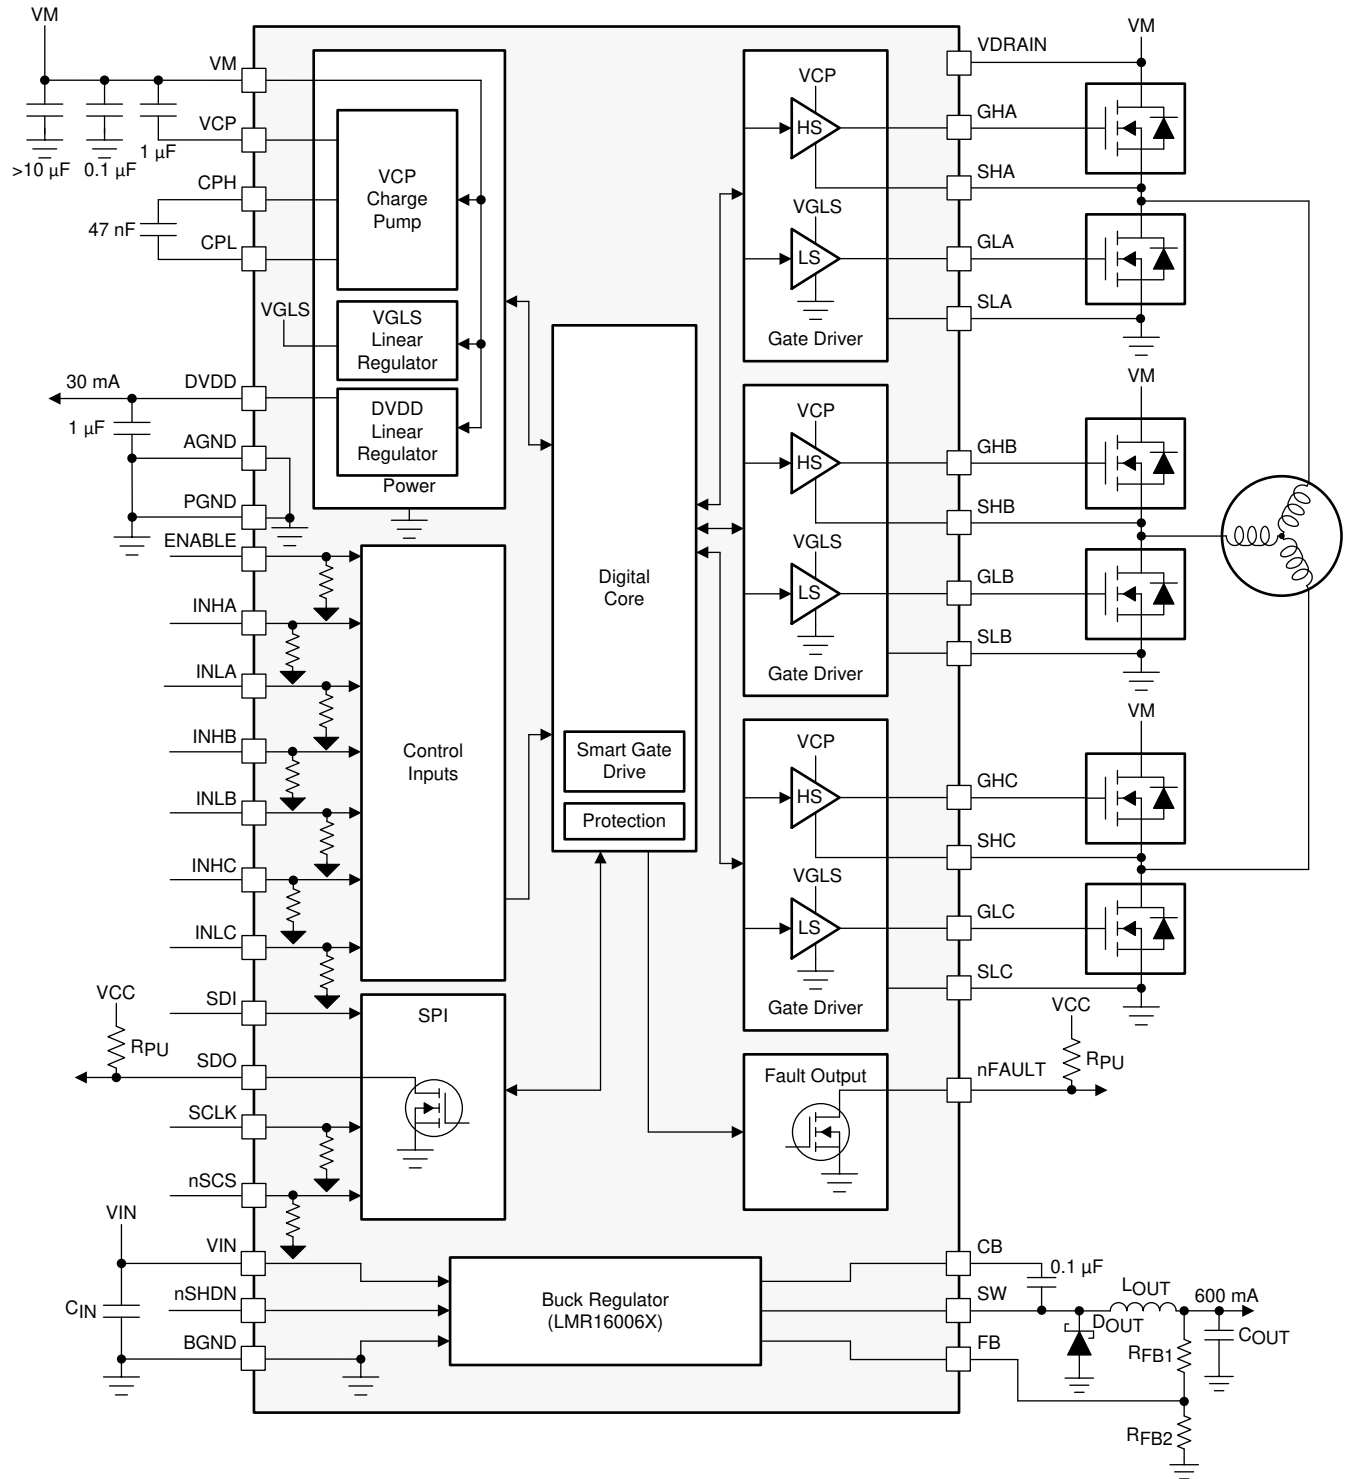 VM
VM
VCP
>10 µF
0.1 µF
1 µF
CPH
47 nF
CPL
VGLS
30 mA
DVDD
1 µF
AGND
PGND
ENABLE
INHA
INLA
INHB
INLB
INHC
INLC
VCC
SDI
RPU
SDO
SCLK
nSCS
VIN
VIN
CIN
nSHDN
BGND
VCP
Charge
Pump
VGLS
Linear
Regulator
DVDD
Linear
Regulator
Power
Control
Inputs
SPI
Digital
Core
Smart Gate
Drive
Protection
VCP
HS
VGLS
LS
Gate Driver
VCP
HS
VGLS
LS
Gate Driver
VCP
HS
VGLS
LS
Gate Driver
Fault Output
Buck Regulator
(LMR16006X)
VDRAIN
VM
GHA
SHA
GLA
SLA
VM
GHB
SHB
GLB
SLB
VM
GHC
SHC
GLC
SLC
VCC
RPU
nFAULT
CB
0.1 µF
SW
LOUT
600 mA
DOUT
COUT
FB
RFB1
RFB2